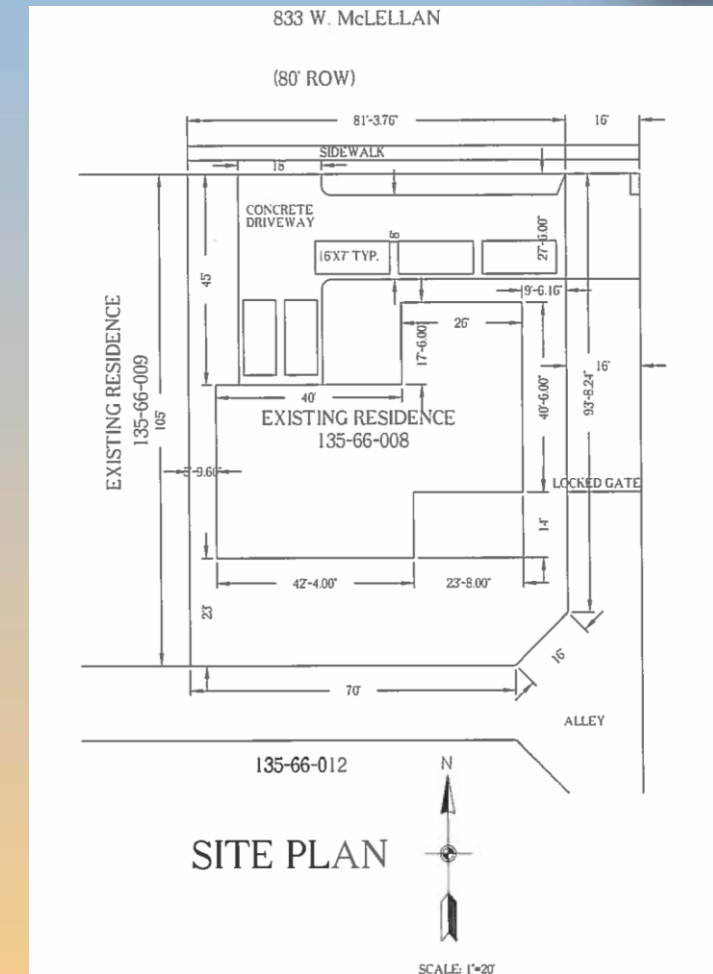 833 W. McLELLAN
(80' ROW)
81'-3.76"
16'
SIDEWALK
18'
CONCRETE
DRIVEWAY
8'
27'-6.00"
16'X7' TYP.
45'
9'-6.16"
26'
17'-6.00"
16'
40'
40'-6.00"
93'-8.24"
EXISTING RESIDENCE
135-66-009
105'
EXISTING RESIDENCE
135-66-008
-9.60"
LOCKED GATE
14'
42'-4.00"
23'-8.00"
23'
16'
70'
ALLEY
135-66-012
N
SITE PLAN
SCALE: 1"=20'